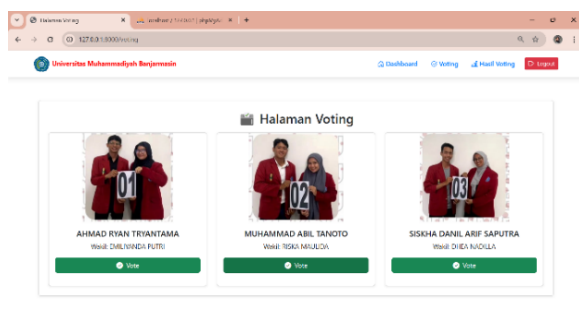 Halaman Voting
127.0.0.1:8000/voting
Universitas Muhammadiyah Banjarmasin
Dashboard
Voting
Hasil Voting
Logout
Halaman Voting
01
02
03
AHMAD RYAN TRYANTAMA
MUHAMMAD ABIL TANOTO
SISKHA DANIL ARIF SAPUTRA
Wakil: EMILIYANDA PUTRI
Wakil: RISKA MAULIDA
Wakil: DHEA NADILLA
Vote
Vote
Vote